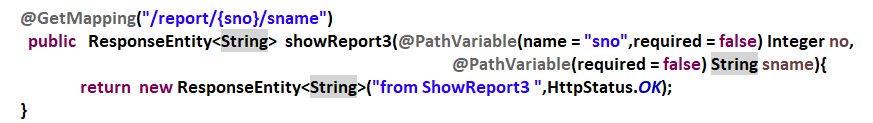 @GetMapping("/report/{sno}/sname")
public ResponseEntity<String> showReport3(@PathVariable(name = "sno",required = false) Integer no,
@PathVariable(required = false) String sname){
return new ResponseEntity<String>("from ShowReport3 ",HttpStatus.OK);
}